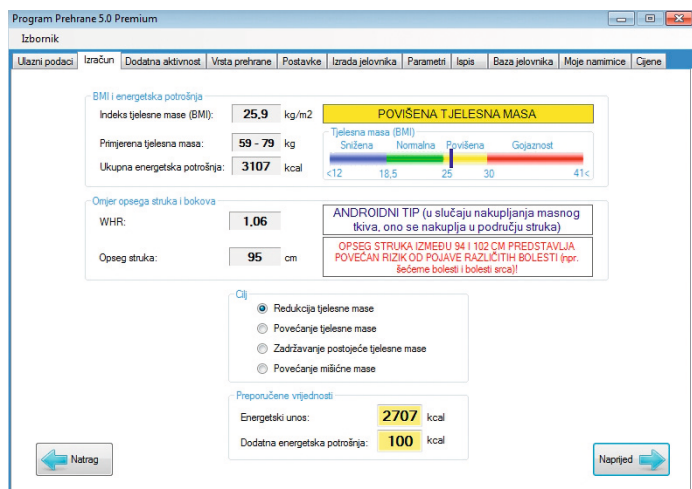 Program Prehrane 5.0 Premium
Izbornik
Ulazni podaci Izračun Dodatna aktivnost Vrsta prehrane Postavke Izrada jelovnika Parametri Ispis Baza jelovnika Moje namirnice Cijene
BMI i energetska potrošnja
Indeks tjelesne mase (BMI): 25,9 kg/m2 POVIŠENA TJELESNA MASA
Primjerena tjelesna masa: 59 - 79 kg
Ukupna energetska potrošnja: 3107 kcal
Tjelesna masa (BMI)
Snižena Normalna Povišena Gojaznost
<12 18,5 25 30 41<
Omjer opsega struka i bokova
WHR: 1,06
ANDROIDNI TIP (u slučaju nakupljanja masnog
tkiva, ono se nakuplja u području struka)
Opseg struka: 95 cm
OPSEG STRUKA IZMEĐU 94 I 102 CM PREDSTAVLJA
POVEĆAN RIZIK OD POJAVE RAZLIČITIH BOLESTI (npr.
šećerne bolesti i bolesti srca)!
Cilj
Redukcija tjelesne mase
Povećanje tjelesne mase
Zadržavanje postojeće tjelesne mase
Povećanje mišićne mase
Preporučene vrijednosti
Energetski unos: 2707 kcal
Dodatna energetska potrošnja: 100 kcal
Natrag
Naprijed